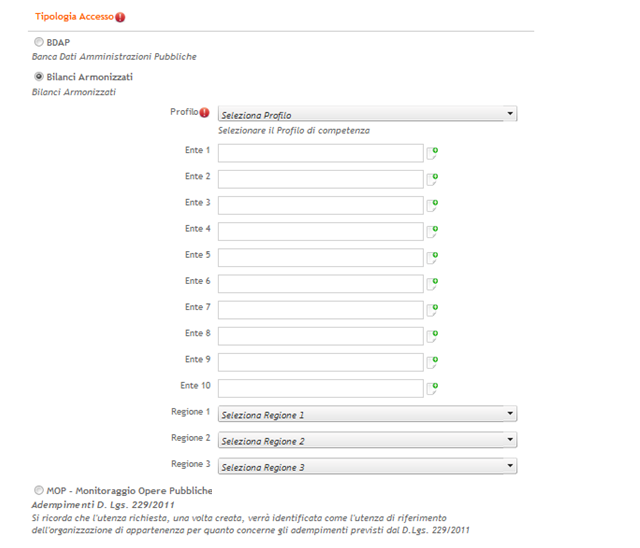 Tipologia Accesso
BDAP
Banca Dati Amministrazioni Pubbliche
Bilanci Armonizzati
Bilanci Armonizzati
Profilo Seleziona Profilo
Selezionare il Profilo di competenza
Ente 1
Ente 2
Ente 3
Ente 4
Ente 5
Ente 6
Ente 7
Ente 8
Ente 9
Ente 10
Regione 1 Seleziona Regione 1
Regione 2 Seleziona Regione 2
Regione 3 Seleziona Regione 3
MOP - Monitoraggio Opere Pubbliche
Adempimenti D. Lgs. 229/2011
Si ricorda che l'utenza richiesta, una volta creata, verrà identificata come l'utenza di riferimento
dell'organizzazione di appartenenza per quanto concerne gli adempimenti previsti dal D.Lgs. 229/2011